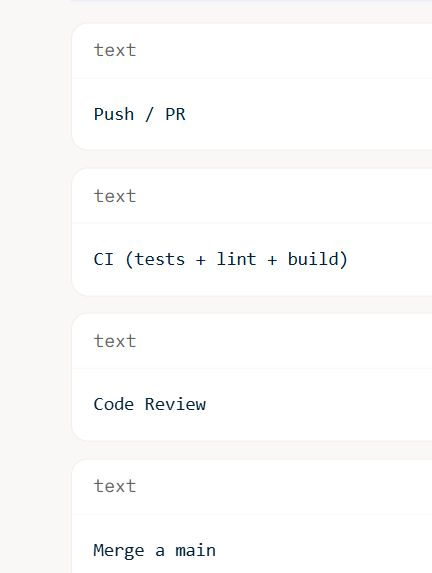 text
Push / PR
text
CI (tests + lint + build)
text
Code Review
text
Merge a main